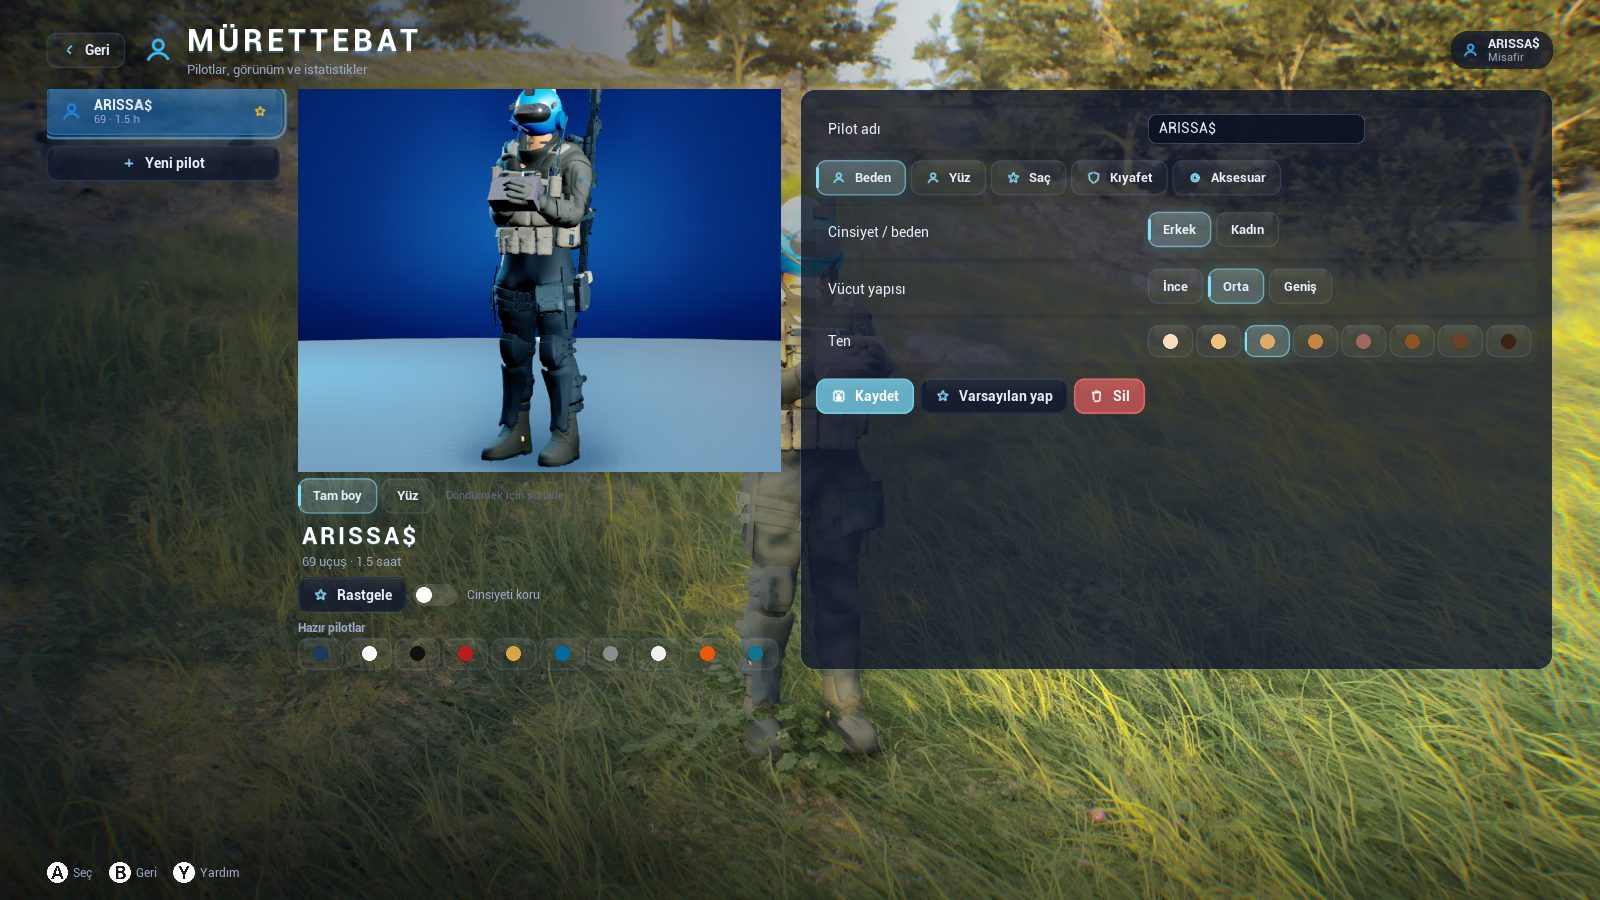 Geri
MÜRETTEBAT
Pilotlar, görünüm ve istatistikler
ARISSA$
Misafir
ARISSA$
69 · 1.5 h
+ Yeni pilot
Pilot adı
ARISSA$
Beden
Yüz
Saç
Kıyafet
Aksesuar
Cinsiyet / beden
Erkek
Kadın
Vücut yapısı
İnce
Orta
Geniş
Ten
Kaydet
Varsayılan yap
Sil
Tam boy
Yüz
Döndürmek için sürükle
ARISSA$
69 uçuş · 1.5 saat
Rastgele
Cinsiyeti koru
Hazır pilotlar
A Seç
B Geri
Y Yardım